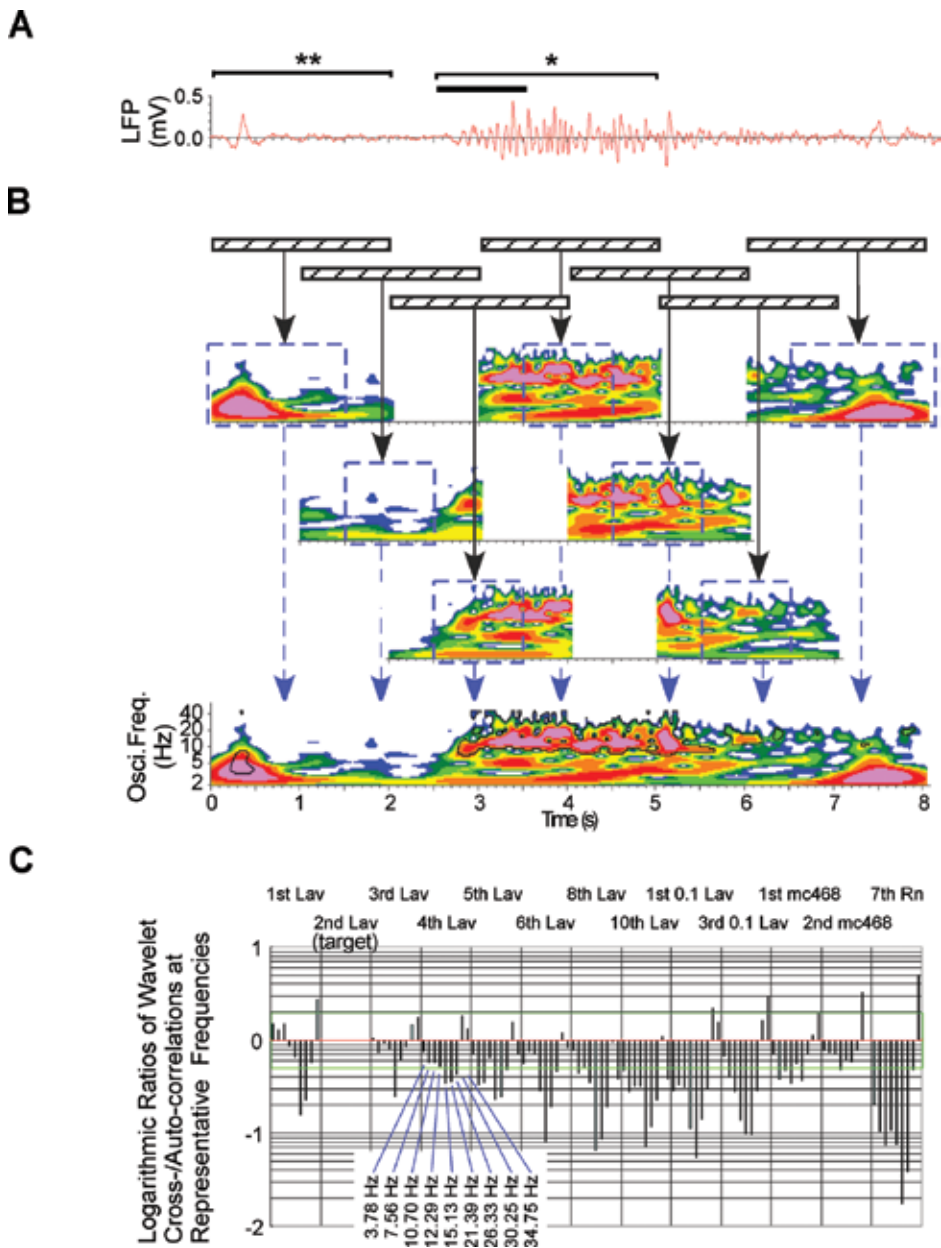 A
**
*
LFP
(mV)
0.5
0.0
B
Osci.Freq.
(Hz)
40
20
10
5
2
0 1 2 3 4 5 6 7 8
Time (s)
C
1st Lav 3rd Lav 5th Lav 8th Lav 1st 0.1 Lav 1st mc468 7th Rn
2nd Lav 4th Lav 6th Lav 10th Lav 3rd 0.1 Lav 2nd mc468
(target)
Logarithmic Ratios of Wavelet
Cross-/Auto-correlations at
Representative Frequencies
1
0
-1
-2
3.78 Hz
7.56 Hz
10.70 Hz
12.29 Hz
15.13 Hz
21.39 Hz
26.33 Hz
30.25 Hz
34.75 Hz